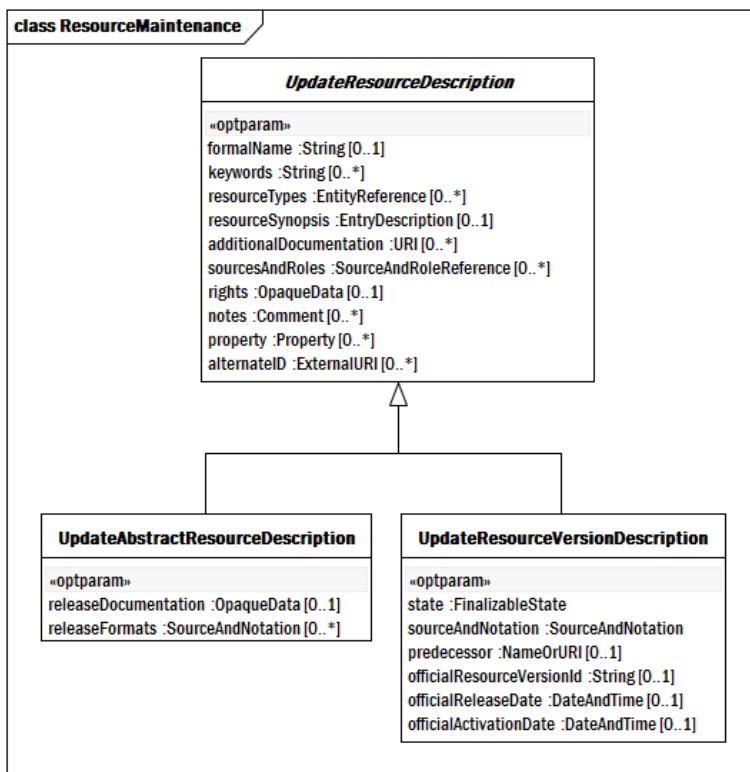 class ResourceMaintenance
UpdateResourceDescription
«optparam»
formalName :String [0..1]
keywords :String [0..*]
resourceTypes :EntityReference [0..*]
resourceSynopsis :EntryDescription [0..1]
additionalDocumentation :URI [0..*]
sourcesAndRoles :SourceAndRoleReference [0..*]
rights :OpaqueData [0..1]
notes :Comment [0..*]
property :Property [0..*]
alternateID :ExternalURI [0..*]
UpdateAbstractResourceDescription
«optparam»
releaseDocumentation :OpaqueData [0..1]
releaseFormats :SourceAndNotation [0..*]
UpdateResourceVersionDescription
«optparam»
state :FinalizableState
sourceAndNotation :SourceAndNotation
predecessor :NameOrURI [0..1]
officialResourceVersionId :String [0..1]
officialReleaseDate :DateAndTime [0..1]
officialActivationDate :DateAndTime [0..1]